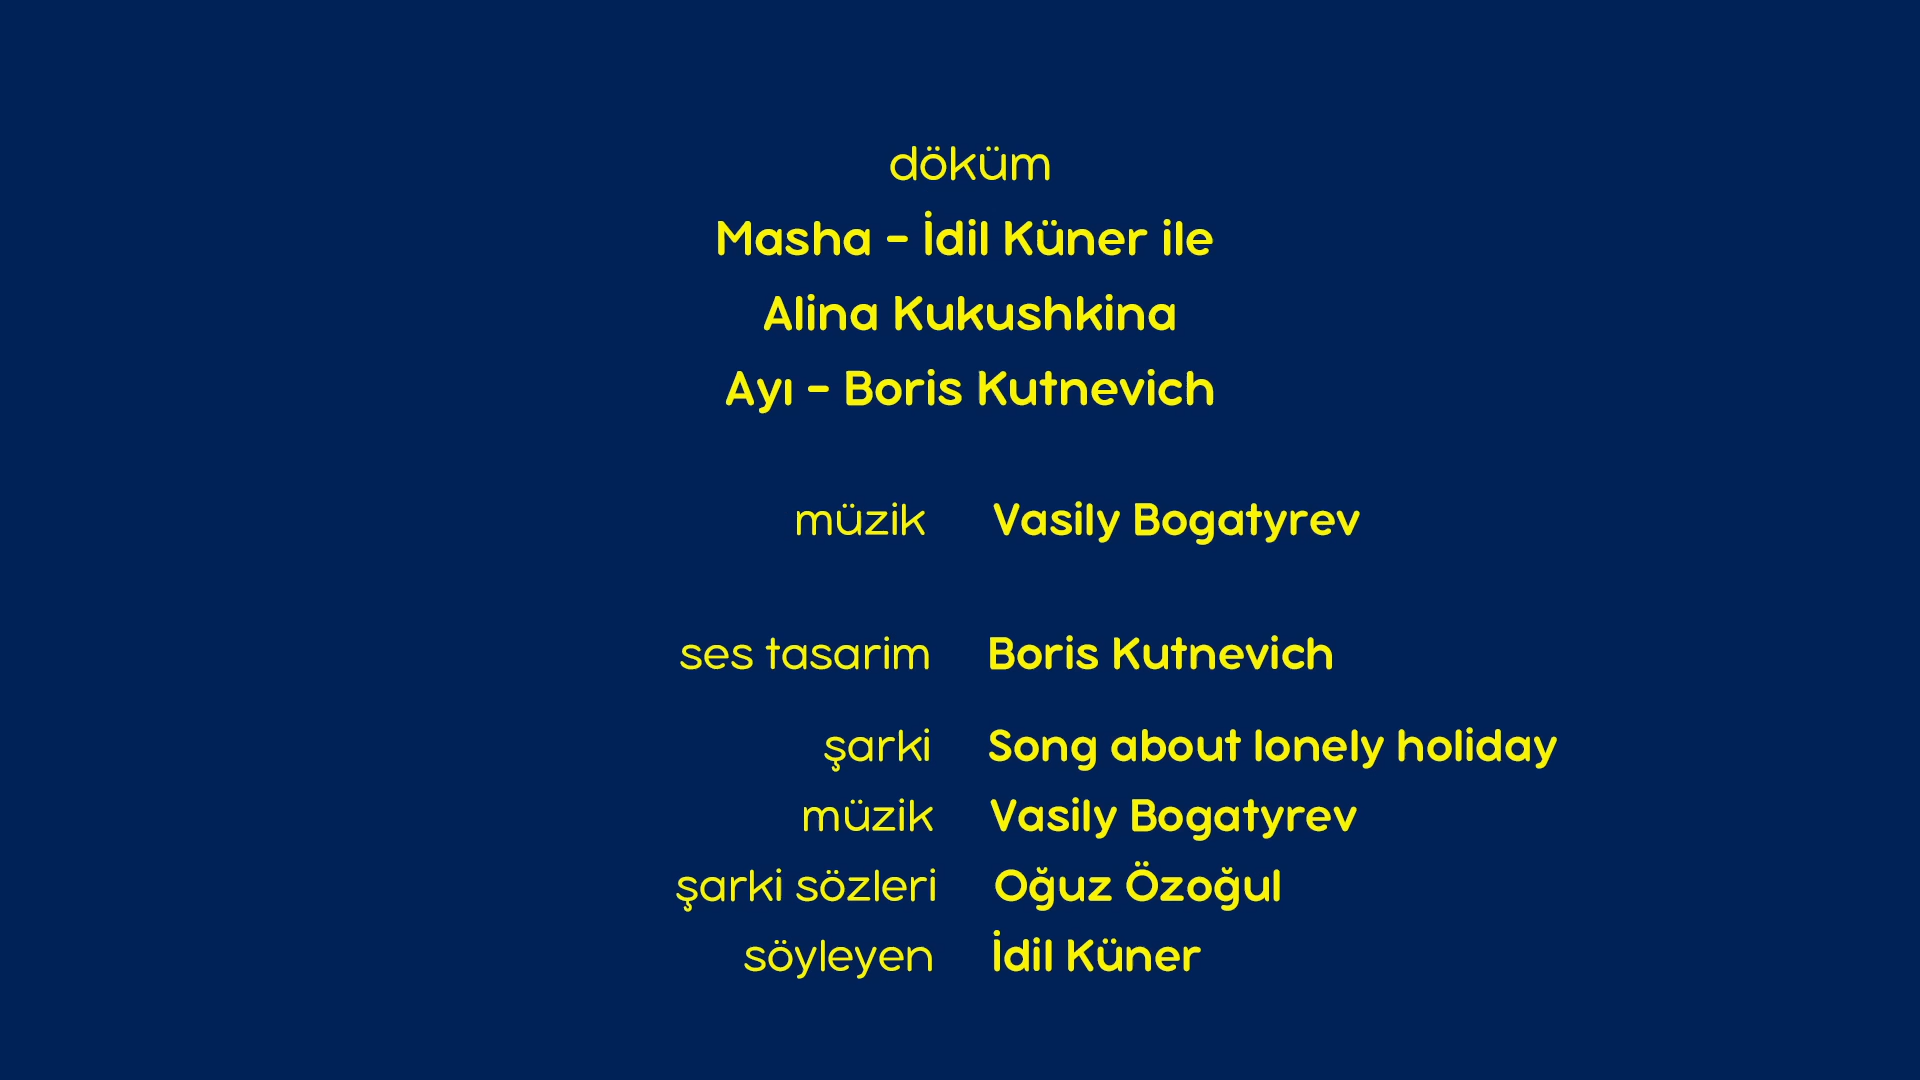 döküm
Masha - İdil Küner ile
Alina Kukushkina
Ayı - Boris Kutnevich
müzik Vasily Bogatyrev
ses tasarim Boris Kutnevich
şarki Song about lonely holiday
müzik Vasily Bogatyrev
şarki sözleri Oğuz Özoğul
söyleyen İdil Küner